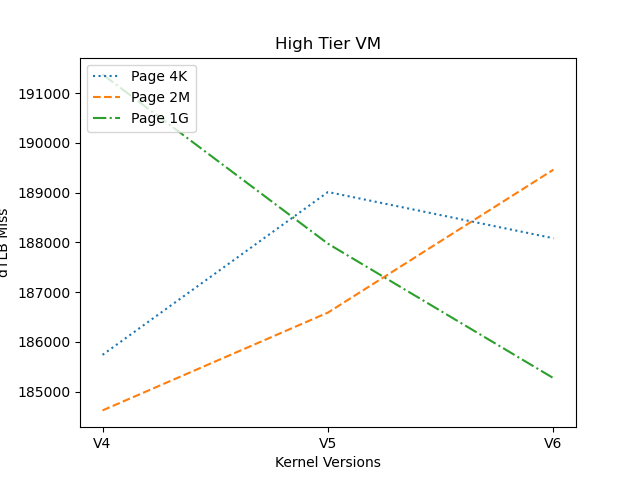 High Tier VM
Page 4K
Page 2M
Page 1G
191000
190000
189000
188000
187000
186000
185000
dTLB Miss
V4
V5
V6
Kernel Versions